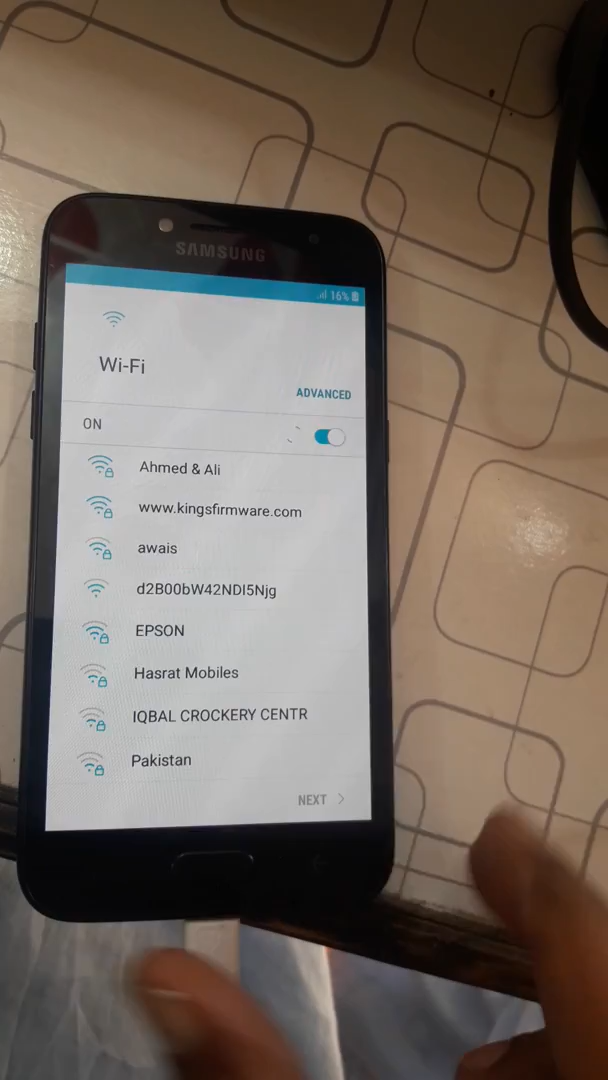 SAMSUNG
16%
Wi-Fi
ADVANCED
ON
Ahmed & Ali
www.kingsfirmware.com
awais
d2B00bW42NDI5Njg
EPSON
Hasrat Mobiles
IQBAL CROCKERY CENTR
Pakistan
NEXT